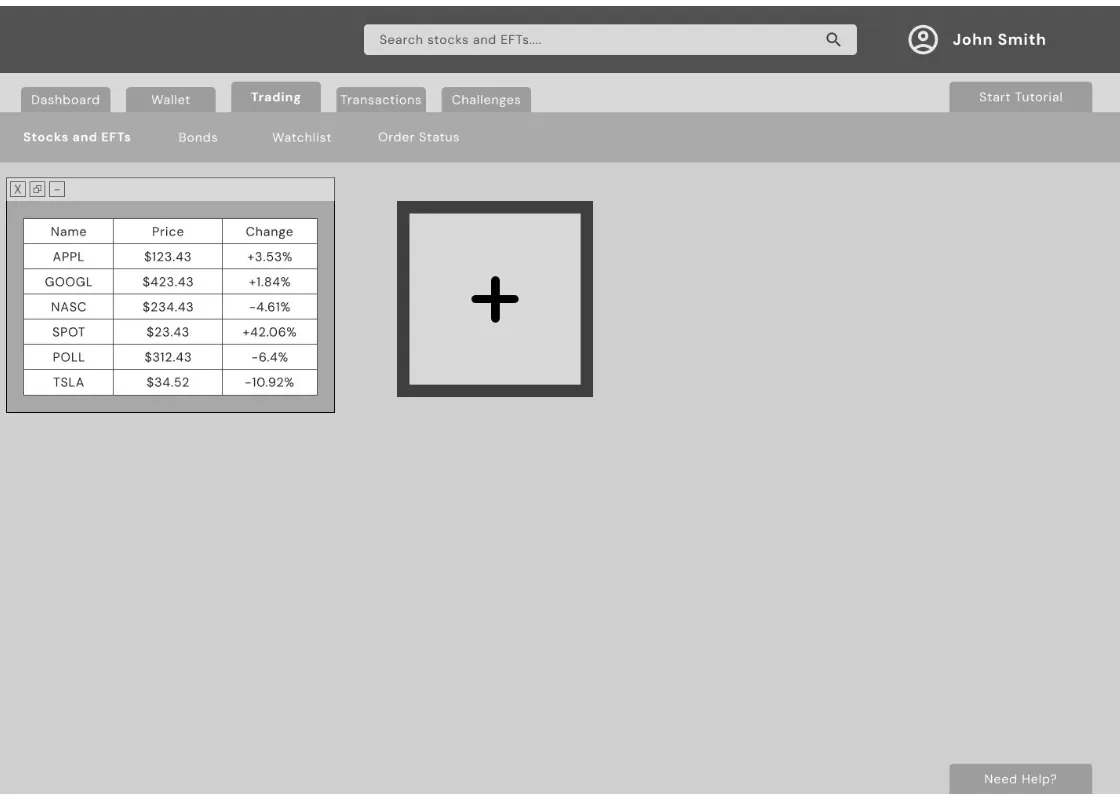 Search stocks and EFTs....
John Smith
Dashboard
Wallet
Trading
Transactions
Challenges
Start Tutorial
Stocks and EFTs
Bonds
Watchlist
Order Status
X
Name Price Change
APPL $123.43 +3.53%
GOOGL $423.43 +1.84%
NASC $234.43 -4.61%
SPOT $23.43 +42.06%
POLL $312.43 -6.4%
TSLA $34.52 -10.92%
Need Help?